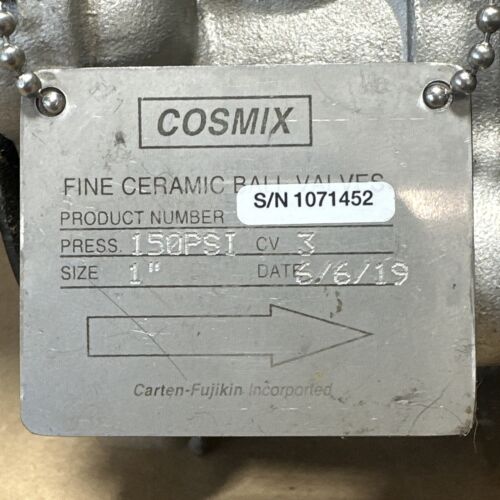 COSMIX
FINE CERAMIC BALL VALVES
PRODUCT NUMBER
S/N 1071452
PRESS. 150PSI CV 3
SIZE 1" DATE 6/6/19
Carten-Fujikin Incorporated